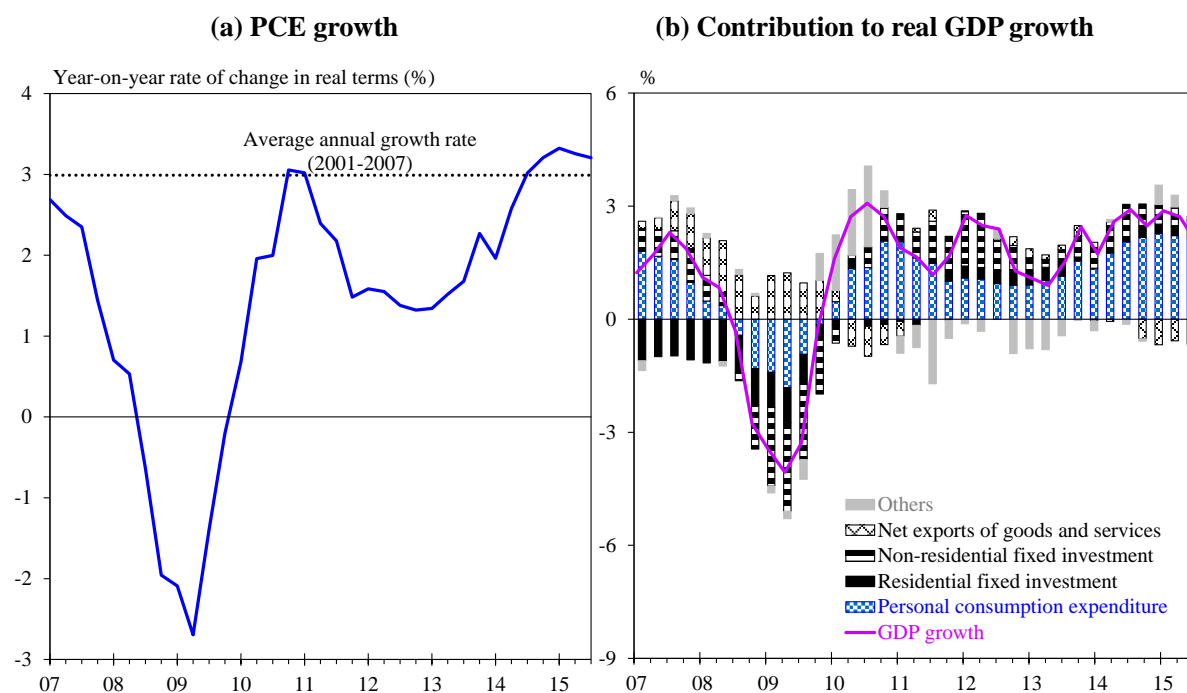 (a) PCE growth
Year-on-year rate of change in real terms (%)
4
3
2
1
0
-1
-2
-3
Average annual growth rate
(2001-2007)
07 08 09 10 11 12 13 14 15
(b) Contribution to real GDP growth
%
6
3
0
-3
-6
-9
Others
Net exports of goods and services
Non-residential fixed investment
Residential fixed investment
Personal consumption expenditure
GDP growth
07 08 09 10 11 12 13 14 15